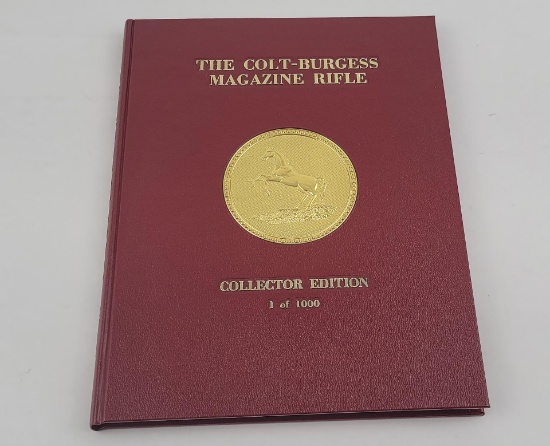 THE COLT-BURGESS
MAGAZINE RIFLE
COLLECTOR EDITION
1 of 1000